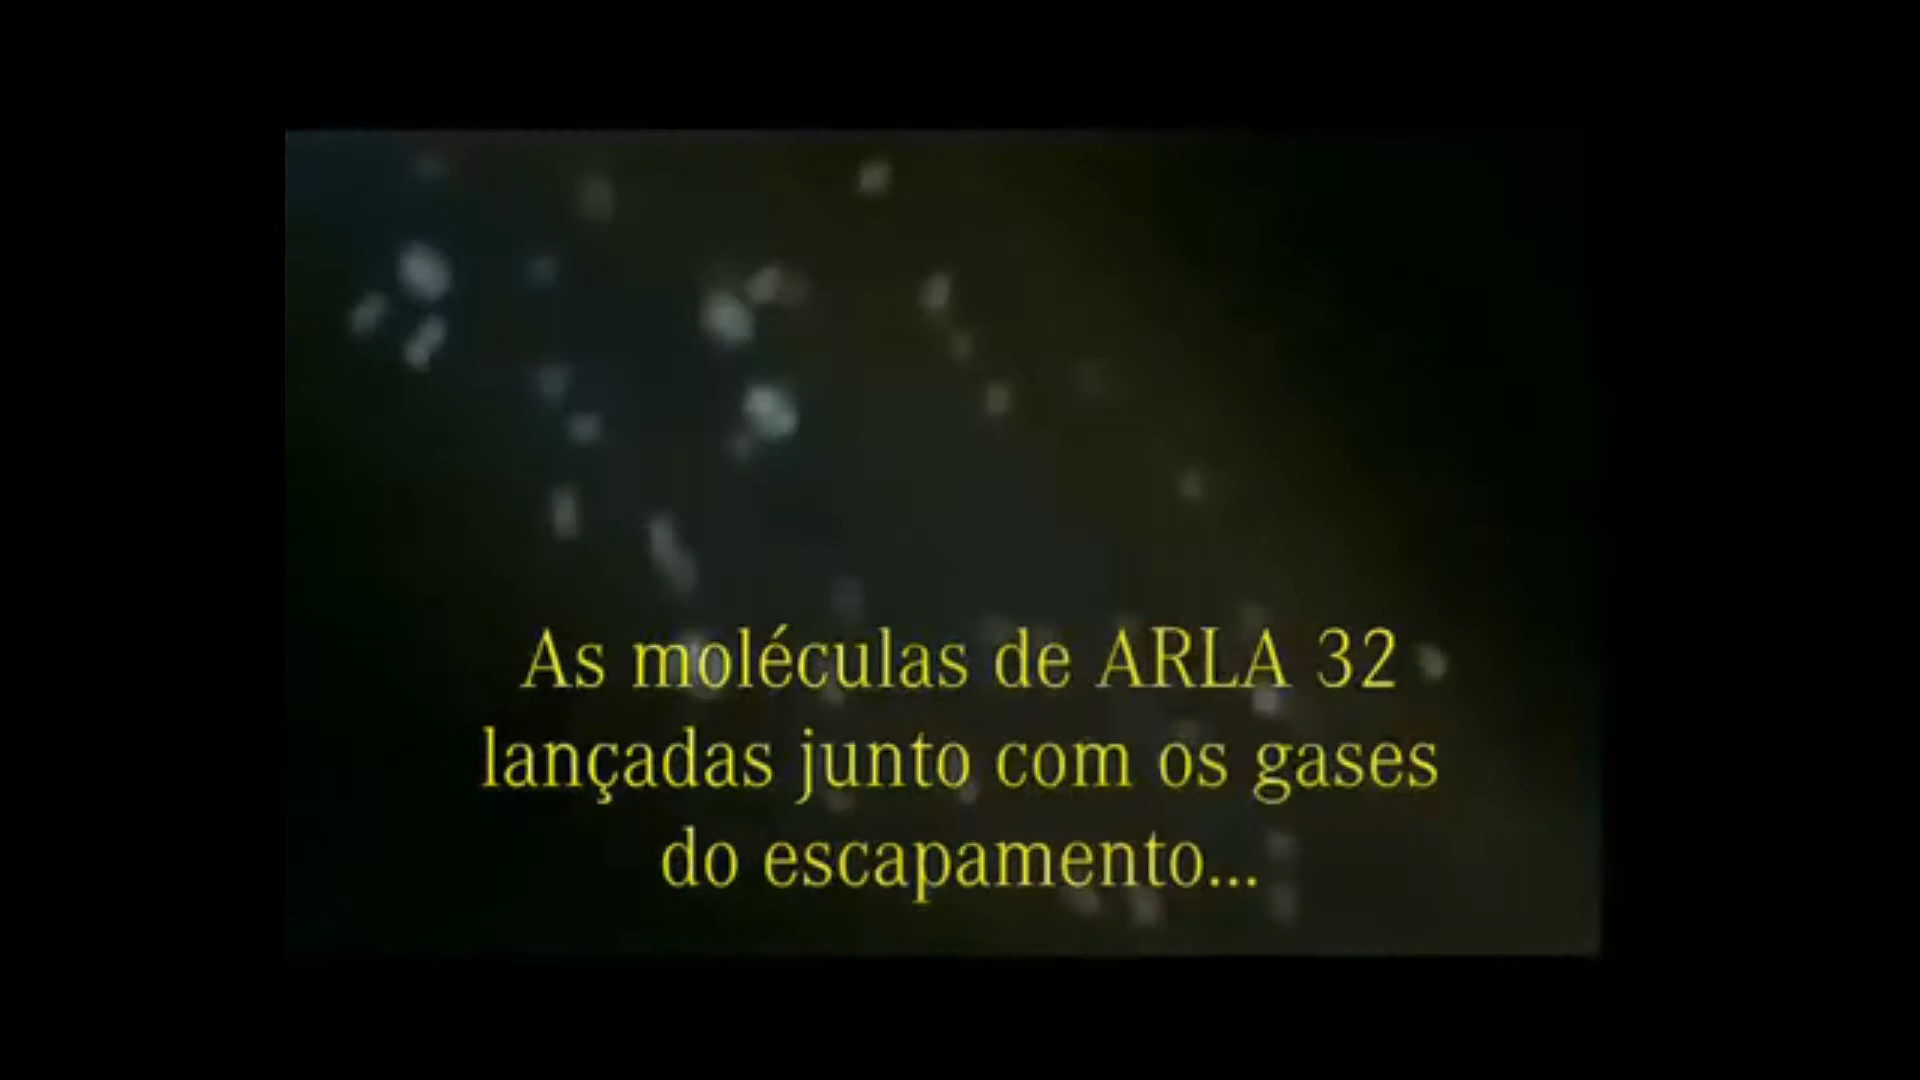 As moléculas de ARLA 32
lançadas junto com os gases
do escapamento...